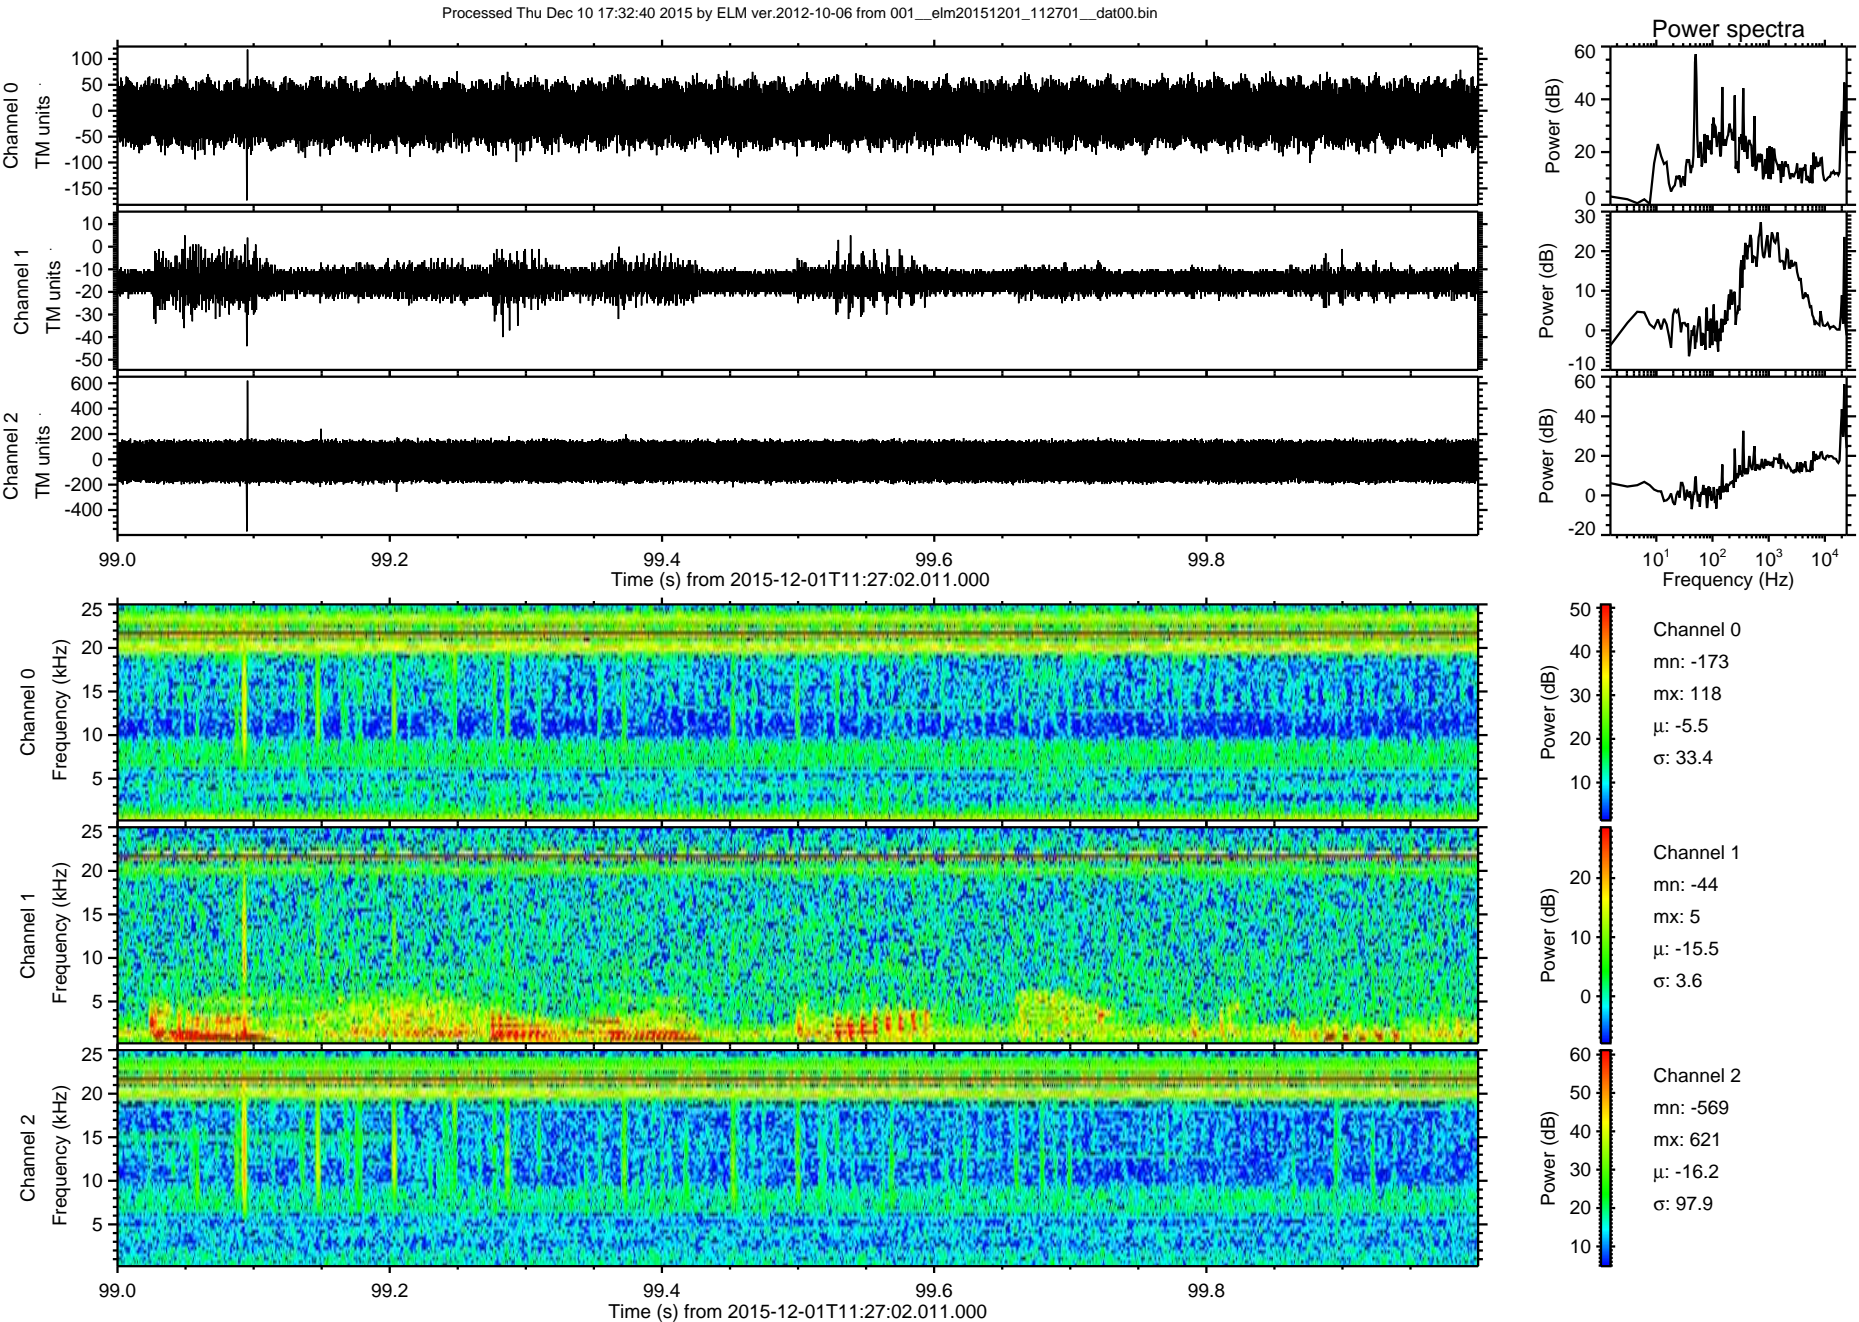 Processed Thu Dec 10 17:32:40 2015 by ELM ver.2012-10-06 from 001__elm20151201_112701__dat00.bin
Power spectra
Channel 0
TM units
100
50
0
-50
-100
-150
Power (dB)
60
40
20
0
Channel 1
TM units
10
0
-10
-20
-30
-40
-50
Power (dB)
30
20
10
0
-10
Channel 2
TM units
600
400
200
0
-200
-400
Power (dB)
60
40
20
0
-20
99.0 99.2 99.4 99.6 99.8
Time (s) from 2015-12-01T11:27:02.011.000
10¹ 10² 10³ 10⁴
Frequency (Hz)
Channel 0
Frequency (kHz)
25
20
15
10
5
Power (dB)
50
40
30
20
10
Channel 0
mn: -173
mx: 118
μ: -5.5
σ: 33.4
Channel 1
Frequency (kHz)
25
20
15
10
5
Power (dB)
20
10
0
Channel 1
mn: -44
mx: 5
μ: -15.5
σ: 3.6
Channel 2
Frequency (kHz)
25
20
15
10
5
Power (dB)
60
50
40
30
20
10
Channel 2
mn: -569
mx: 621
μ: -16.2
σ: 97.9
99.0 99.2 99.4 99.6 99.8
Time (s) from 2015-12-01T11:27:02.011.000